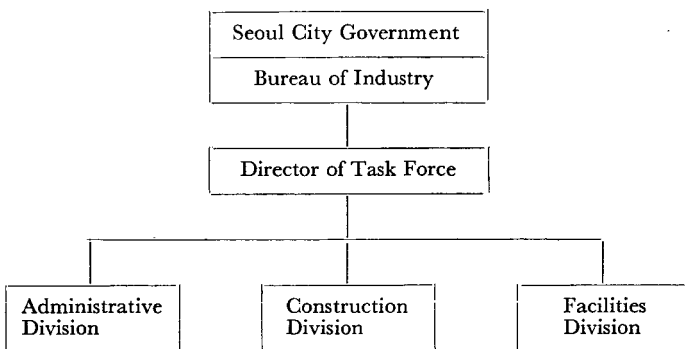 Seoul City Government
Bureau of Industry
Director of Task Force
Administrative
Division
Construction
Division
Facilities
Division